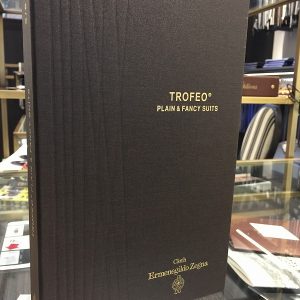 TROFEO®
PLAIN & FANCY SUITS
Cloth
Ermenegildo Zegna